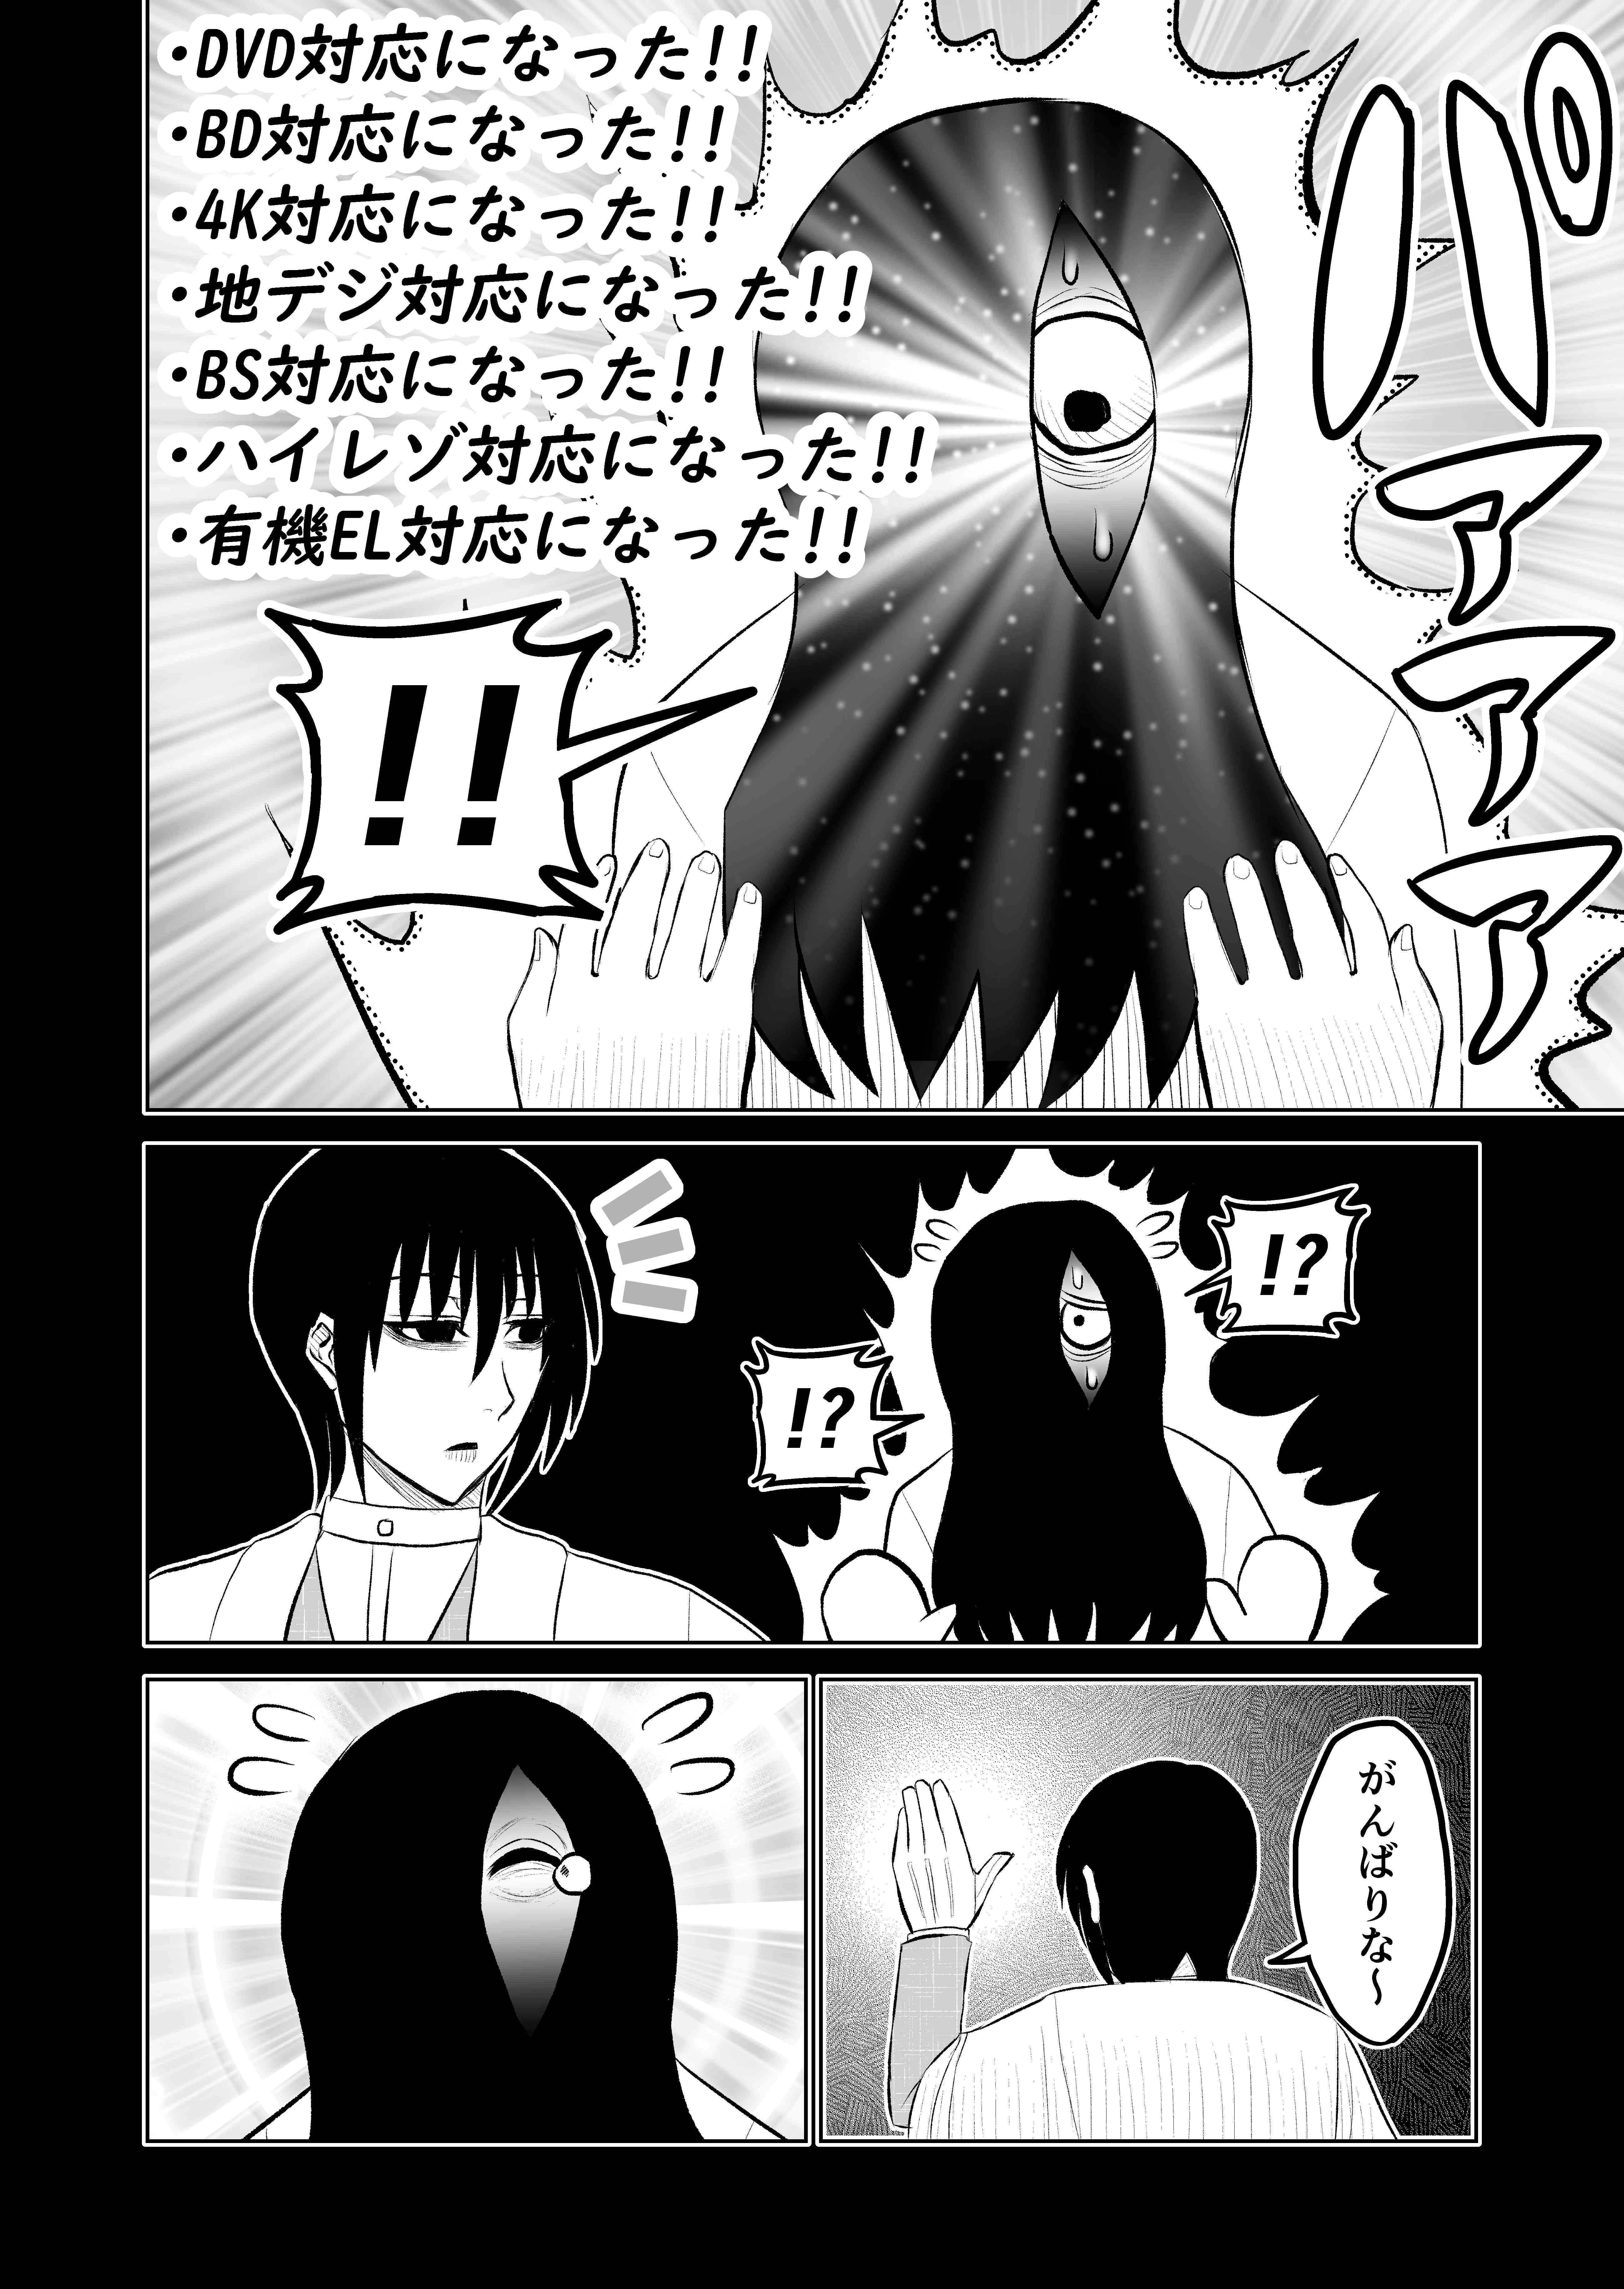 パァァァ
・DVD対応になった!!
・BD対応になった!!
・4K対応になった!!
・地デジ対応になった!!
・BS対応になった!!
・ハイレゾ対応になった!!
・有機EL対応になった!!
!!
!?
!?
がんばりな〜